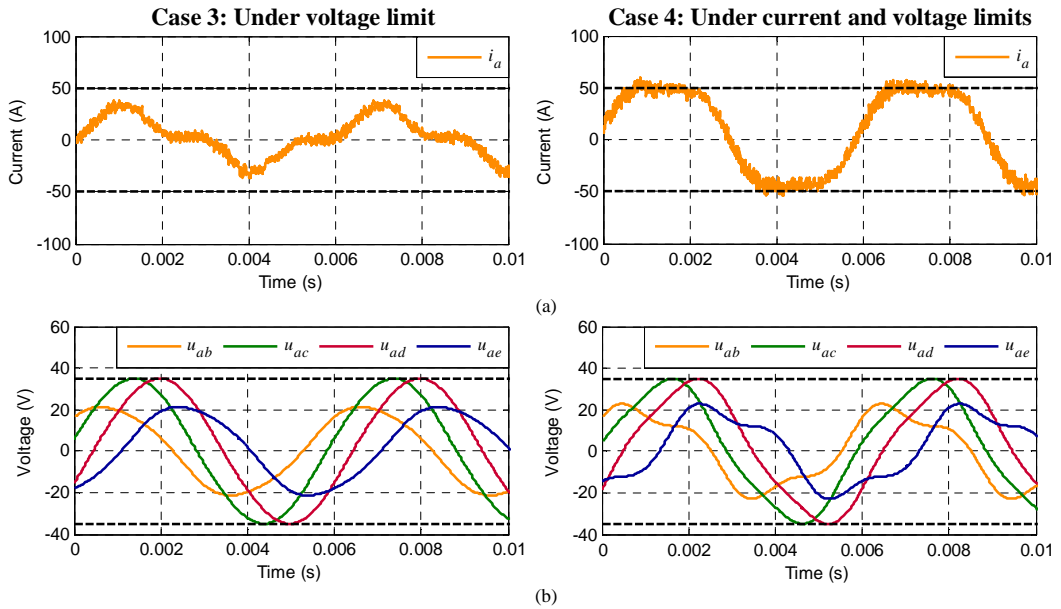 Case 3: Under voltage limit
Case 4: Under current and voltage limits
100
50
0
-50
-100
Current (A)
i_a
0 0.002 0.004 0.006 0.008 0.01
Time (s)
100
50
0
-50
-100
Current (A)
i_a
0 0.002 0.004 0.006 0.008 0.01
Time (s)
(a)
60
40
20
0
-20
-40
Voltage (V)
u_ab u_ac u_ad u_ae
0 0.002 0.004 0.006 0.008 0.01
Time (s)
60
40
20
0
-20
-40
Voltage (V)
u_ab u_ac u_ad u_ae
0 0.002 0.004 0.006 0.008 0.01
Time (s)
(b)